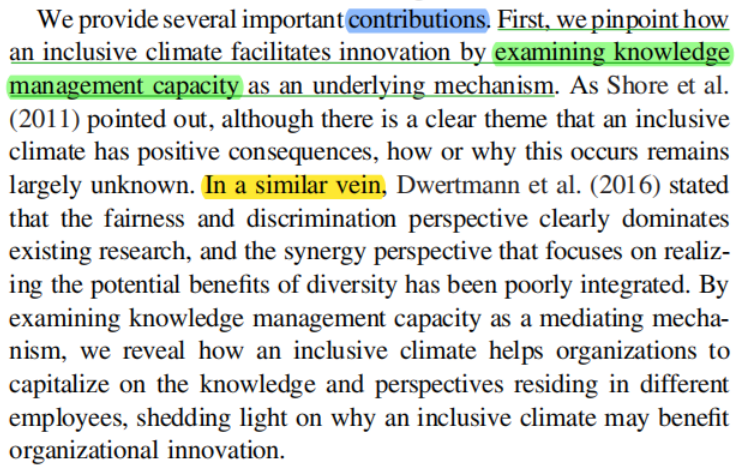 We provide several important contributions. First, we pinpoint how
an inclusive climate facilitates innovation by examining knowledge
management capacity as an underlying mechanism. As Shore et al.
(2011) pointed out, although there is a clear theme that an inclusive
climate has positive consequences, how or why this occurs remains
largely unknown. In a similar vein, Dwertmann et al. (2016) stated
that the fairness and discrimination perspective clearly dominates
existing research, and the synergy perspective that focuses on realiz-
ing the potential benefits of diversity has been poorly integrated. By
examining knowledge management capacity as a mediating mecha-
nism, we reveal how an inclusive climate helps organizations to
capitalize on the knowledge and perspectives residing in different
employees, shedding light on why an inclusive climate may benefit
organizational innovation.